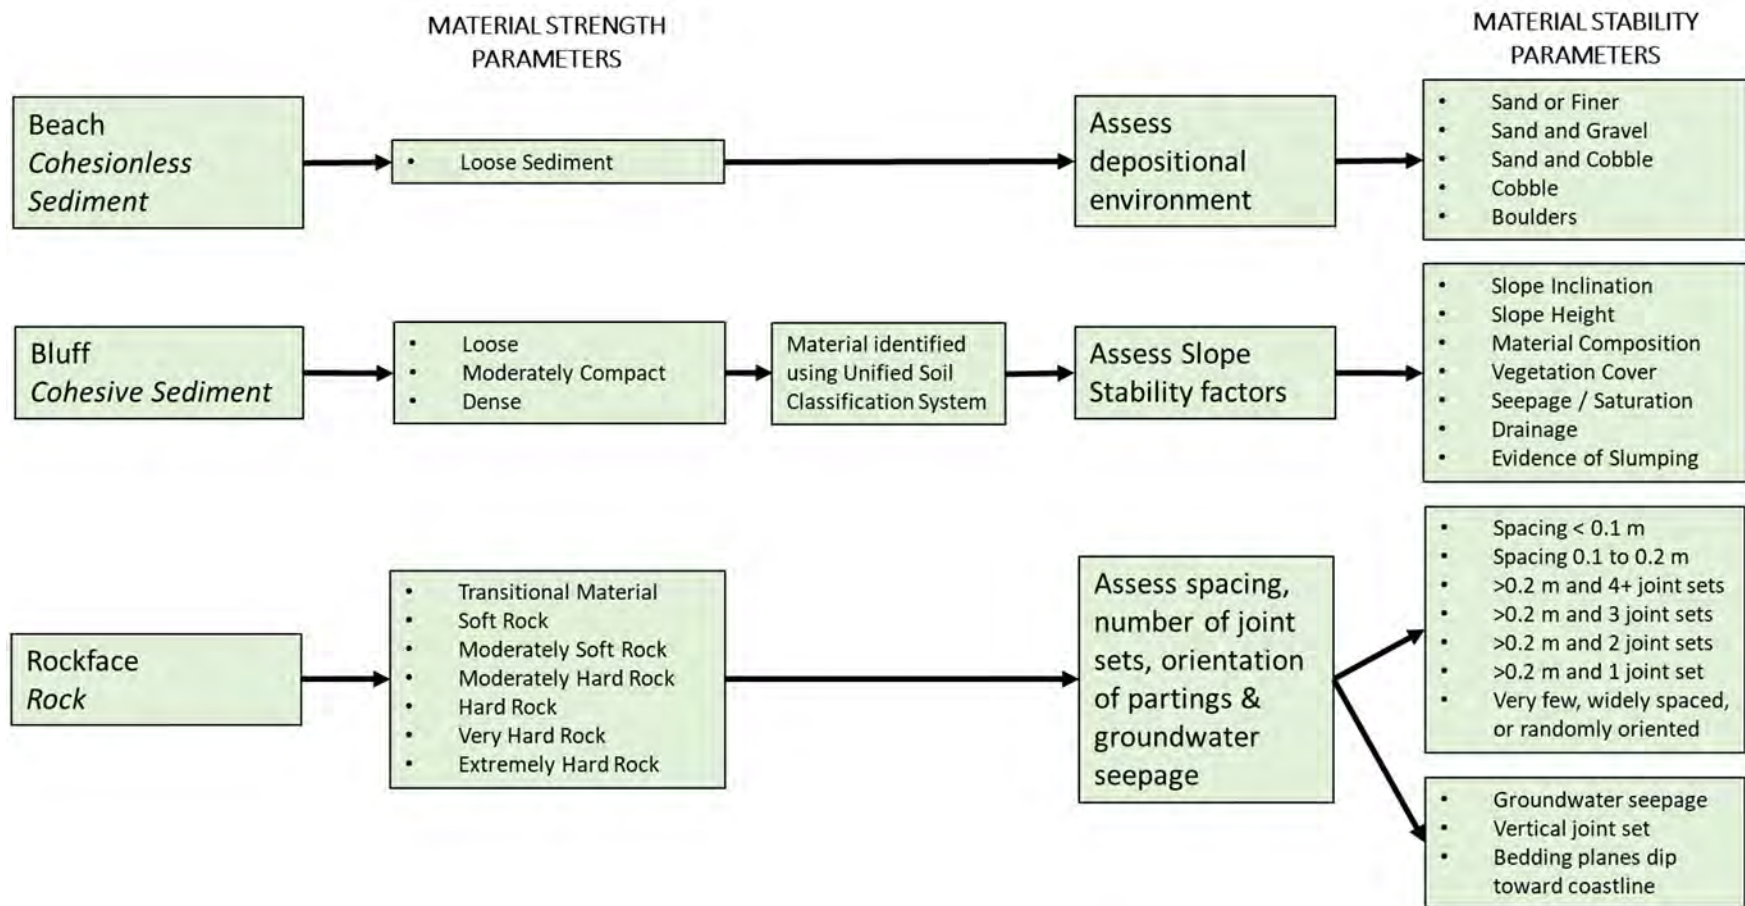 MATERIAL STRENGTH
PARAMETERS
MATERIAL STABILITY
PARAMETERS
Beach
Cohesionless
Sediment
• Loose Sediment
Assess
depositional
environment
• Sand or Finer
• Sand and Gravel
• Sand and Cobble
• Cobble
• Boulders
Bluff
Cohesive Sediment
• Loose
• Moderately Compact
• Dense
Material identified
using Unified Soil
Classification System
Assess Slope
Stability factors
• Slope Inclination
• Slope Height
• Material Composition
• Vegetation Cover
• Seepage / Saturation
• Drainage
• Evidence of Slumping
Rockface
Rock
• Transitional Material
• Soft Rock
• Moderately Soft Rock
• Moderately Hard Rock
• Hard Rock
• Very Hard Rock
• Extremely Hard Rock
Assess spacing,
number of joint
sets, orientation
of partings &
groundwater
seepage
• Spacing < 0.1 m
• Spacing 0.1 to 0.2 m
• >0.2 m and 4+ joint sets
• >0.2 m and 3 joint sets
• >0.2 m and 2 joint sets
• >0.2 m and 1 joint set
• Very few, widely spaced,
or randomly oriented
• Groundwater seepage
• Vertical joint set
• Bedding planes dip
toward coastline